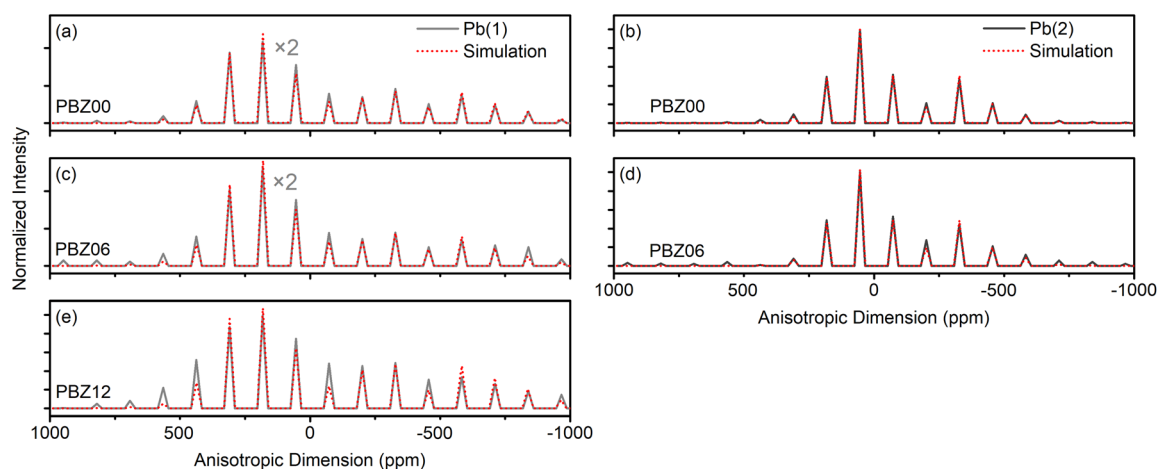 (a)
Pb(1)
Simulation
×2
PBZ00
(b)
Pb(2)
Simulation
PBZ00
Normalized Intensity
(c)
×2
PBZ06
(d)
PBZ06
1000 500 0 -500 -1000
Anisotropic Dimension (ppm)
(e)
PBZ12
1000 500 0 -500 -1000
Anisotropic Dimension (ppm)